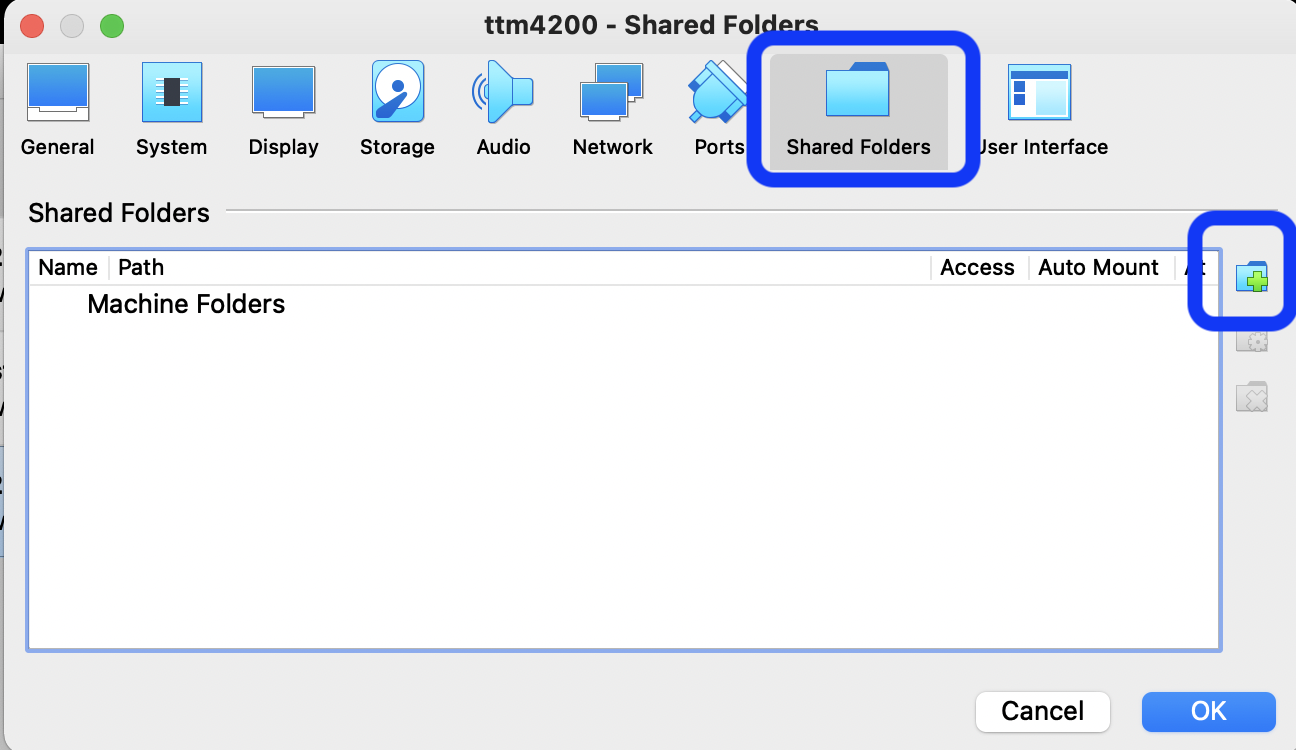 ttm4200 - Shared Folders
General System Display Storage Audio Network Ports Shared Folders User Interface
Shared Folders
Name Path Access Auto Mount At
Machine Folders
Cancel OK